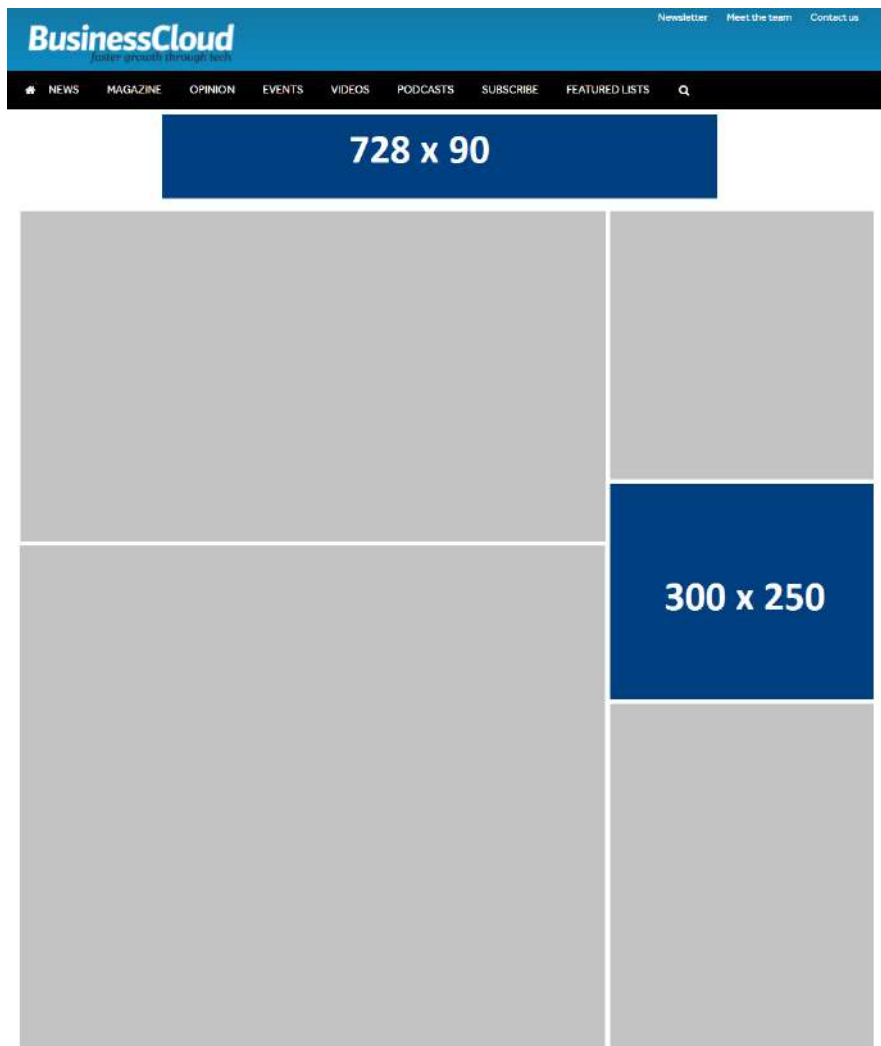 Newsletter Meet the team Contact us
BusinessCloud
faster growth through tech
NEWS MAGAZINE OPINION EVENTS VIDEOS PODCASTS SUBSCRIBE FEATURED LISTS
728 x 90
300 x 250